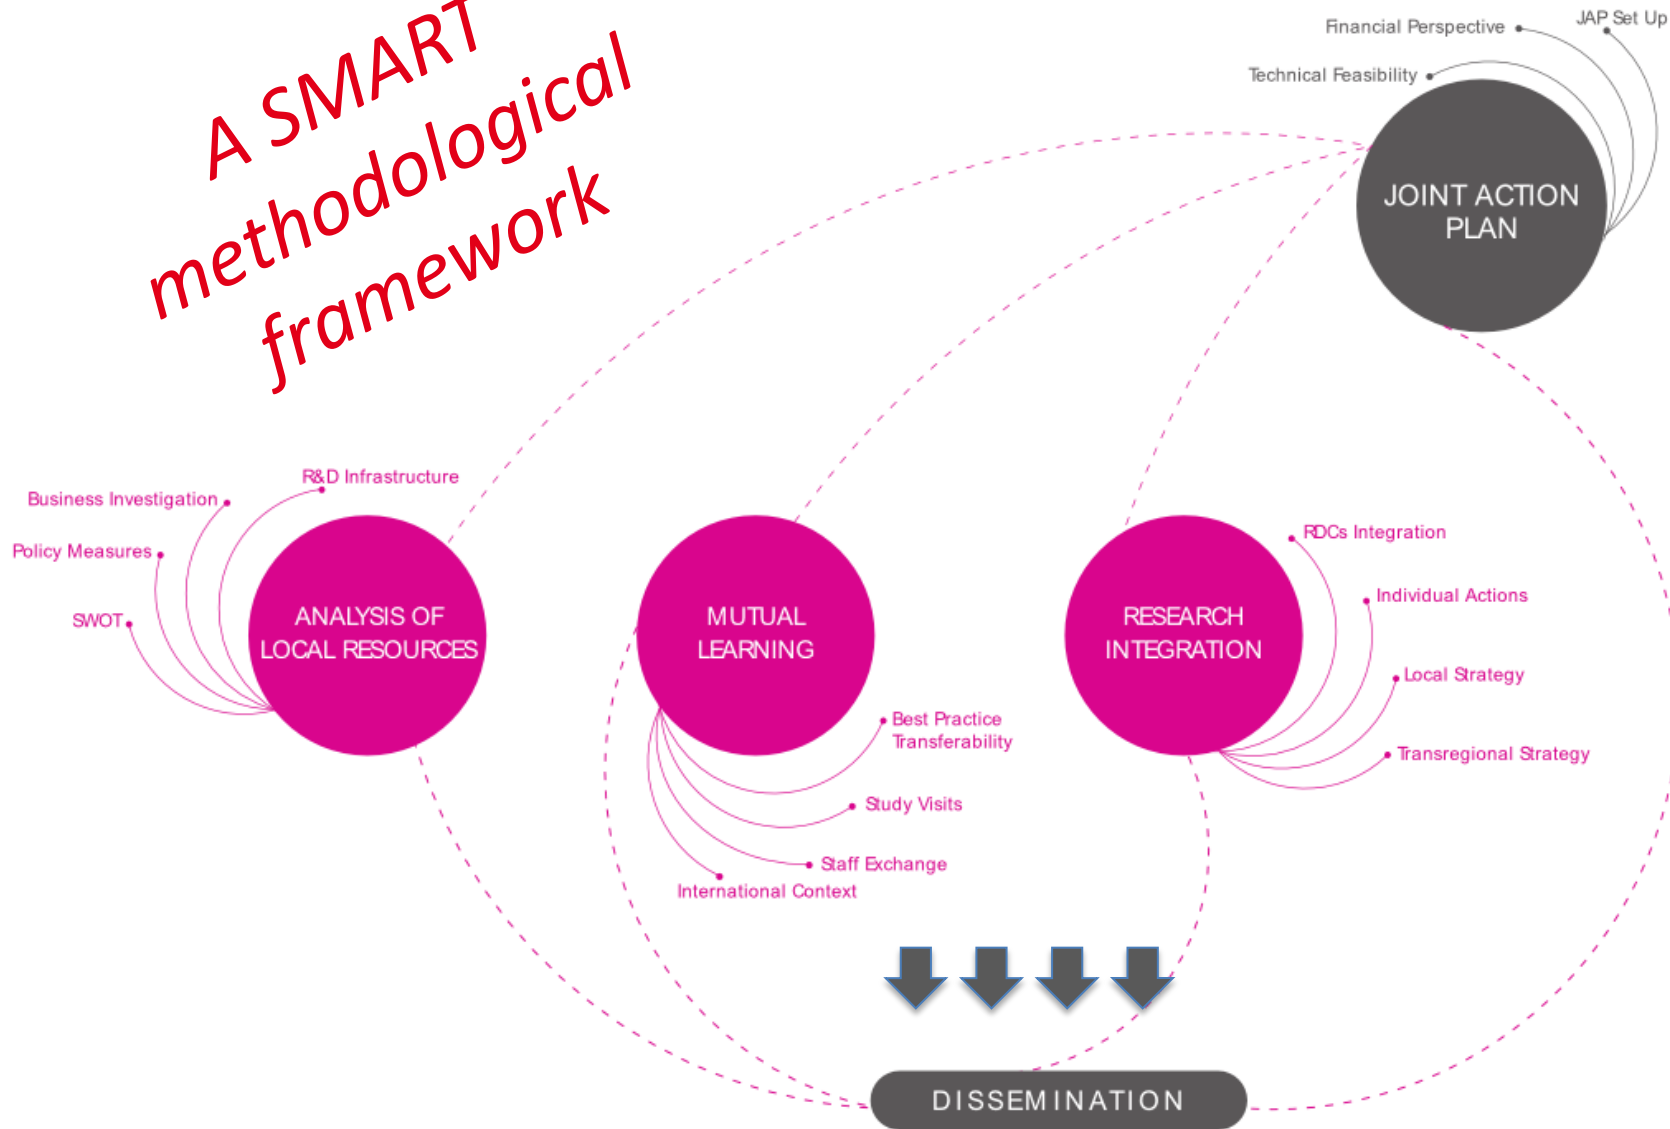 A SMART
methodological
framework
Financial Perspective
JAP Set Up
Technical Feasibility
JOINT ACTION
PLAN
R&D Infrastructure
Business Investigation
Policy Measures
SWOT
ANALYSIS OF
LOCAL RESOURCES
MUTUAL
LEARNING
Best Practice
Transferability
Study Visits
Staff Exchange
International Context
RESEARCH
INTEGRATION
RDCs Integration
Individual Actions
Local Strategy
Transregional Strategy
DISSEMINATION